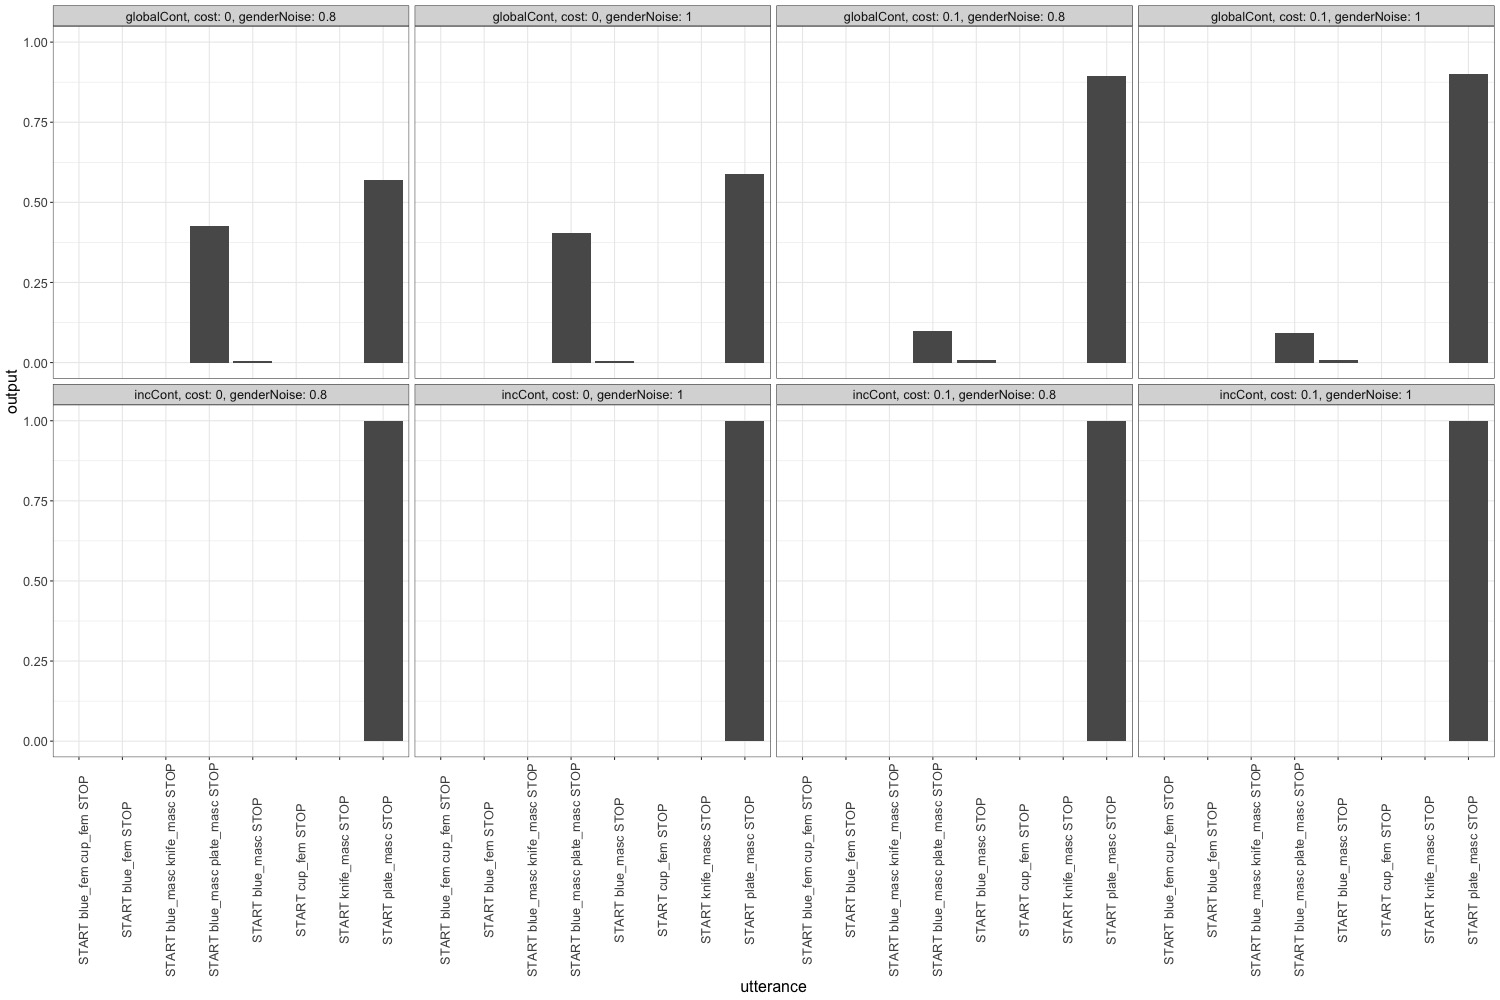 globalCont, cost: 0, genderNoise: 0.8
globalCont, cost: 0, genderNoise: 1
globalCont, cost: 0.1, genderNoise: 0.8
globalCont, cost: 0.1, genderNoise: 1
1.00
0.75
0.50
0.25
0.00
incCont, cost: 0, genderNoise: 0.8
incCont, cost: 0, genderNoise: 1
incCont, cost: 0.1, genderNoise: 0.8
incCont, cost: 0.1, genderNoise: 1
1.00
0.75
0.50
0.25
0.00
output
START blue_fem cup_fem STOP
START blue_fem STOP
START blue_masc knife_masc STOP
START blue_masc plate_masc STOP
START blue_masc STOP
START cup_fem STOP
START knife_masc STOP
START plate_masc STOP
START blue_fem cup_fem STOP
START blue_fem STOP
START blue_masc knife_masc STOP
START blue_masc plate_masc STOP
START blue_masc STOP
START cup_fem STOP
START knife_masc STOP
START plate_masc STOP
START blue_fem cup_fem STOP
START blue_fem STOP
START blue_masc knife_masc STOP
START blue_masc plate_masc STOP
START blue_masc STOP
START cup_fem STOP
START knife_masc STOP
START plate_masc STOP
START blue_fem cup_fem STOP
START blue_fem STOP
START blue_masc knife_masc STOP
START blue_masc plate_masc STOP
START blue_masc STOP
START cup_fem STOP
START knife_masc STOP
START plate_masc STOP
utterance